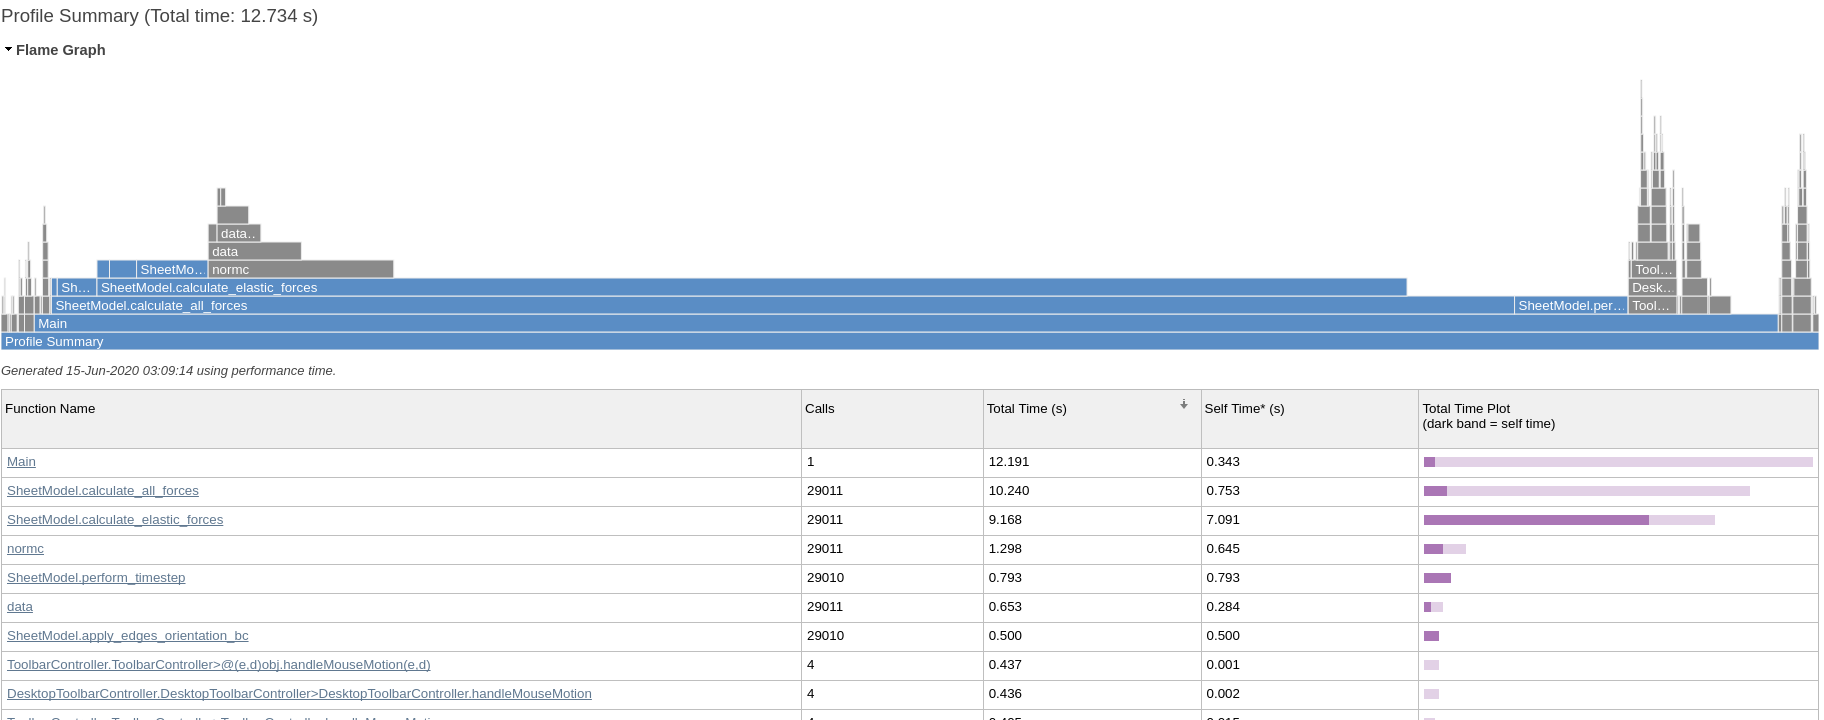 Profile Summary (Total time: 12.734 s)
Flame Graph
data..
data
SheetMo... normc Tool...
Sh... SheetModel.calculate_elastic_forces Desk...
SheetModel.calculate_all_forces SheetModel.per... Tool...
Main
Profile Summary
Generated 15-Jun-2020 03:09:14 using performance time.
Function Name Calls Total Time (s) Self Time* (s) Total Time Plot
(dark band = self time)
Main 1 12.191 0.343
SheetModel.calculate_all_forces 29011 10.240 0.753
SheetModel.calculate_elastic_forces 29011 9.168 7.091
normc 29011 1.298 0.645
SheetModel.perform_timestep 29010 0.793 0.793
data 29011 0.653 0.284
SheetModel.apply_edges_orientation_bc 29010 0.500 0.500
ToolbarController.ToolbarController>@(e,d)obj.handleMouseMotion(e,d) 4 0.437 0.001
DesktopToolbarController.DesktopToolbarController>DesktopToolbarController.handleMouseMotion 4 0.436 0.002